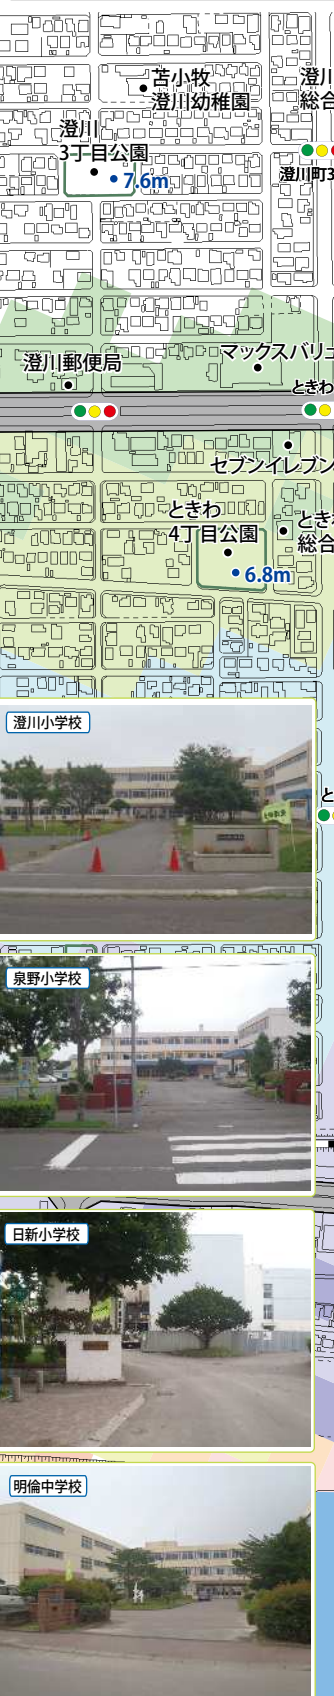 苫小牧
澄川幼稚園
澄川
総合
澄川
3丁目公園
7.6m
澄川町3
澄川郵便局
マックスバリュ
ときわ
セブンイレブン
ときわ
4丁目公園
とき
総合
6.8m
澄川小学校
と
泉野小学校
日新小学校
明倫中学校